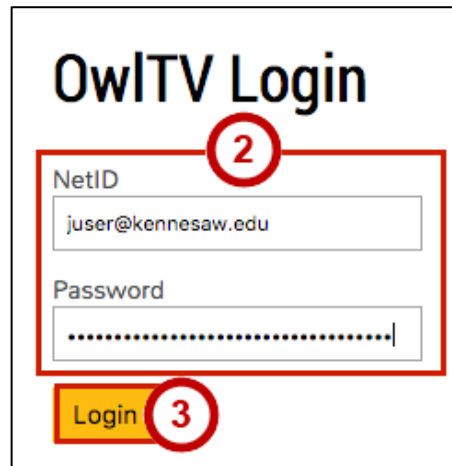 OwlTV Login
2
NetID
juser@kennesaw.edu
Password
••••••••••••••••••••••••••••••••••••
Login 3